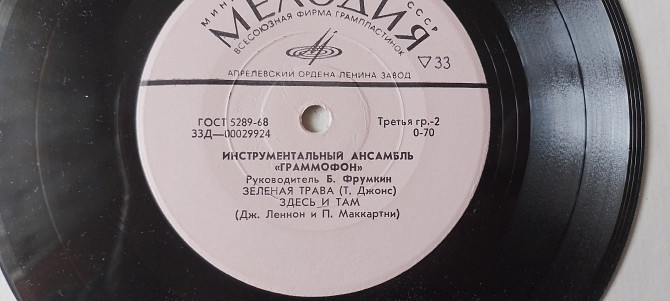 МИН
СССР
МЕЛОДИЯ
ВСЕСОЮЗНАЯ ФИРМА ГРАМПЛАСТИНОК
▽33
АПРЕЛЕВСКИЙ ОРДЕНА ЛЕНИНА ЗАВОД
ГОСТ 5289-68
33Д—00029924
Третья гр.-2
0-70
ИНСТРУМЕНТАЛЬНЫЙ АНСАМБЛЬ
«ГРАММОФОН»
Руководитель Б. Фрумкин
ЗЕЛЕНАЯ ТРАВА (Т. Джонс)
ЗДЕСЬ И ТАМ
(Дж. Леннон и П. Маккартни)